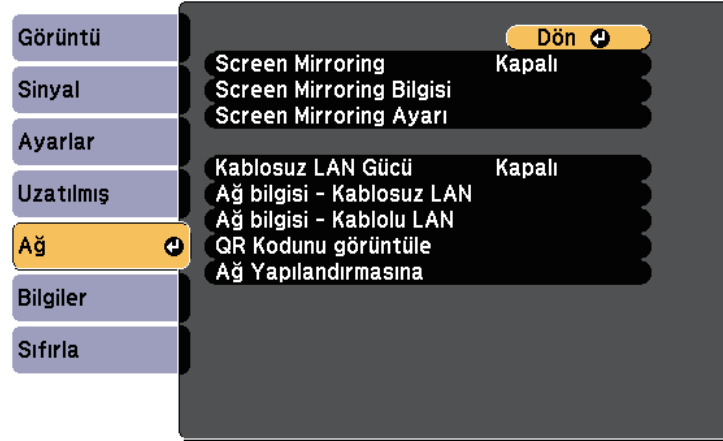 Görüntü
Sinyal
Ayarlar
Uzatılmış
Ağ
Bilgiler
Sıfırla
Dön
Screen Mirroring Kapalı
Screen Mirroring Bilgisi
Screen Mirroring Ayarı
Kablosuz LAN Gücü Kapalı
Ağ bilgisi - Kablosuz LAN
Ağ bilgisi - Kablolu LAN
QR Kodunu görüntüle
Ağ Yapılandırmasına